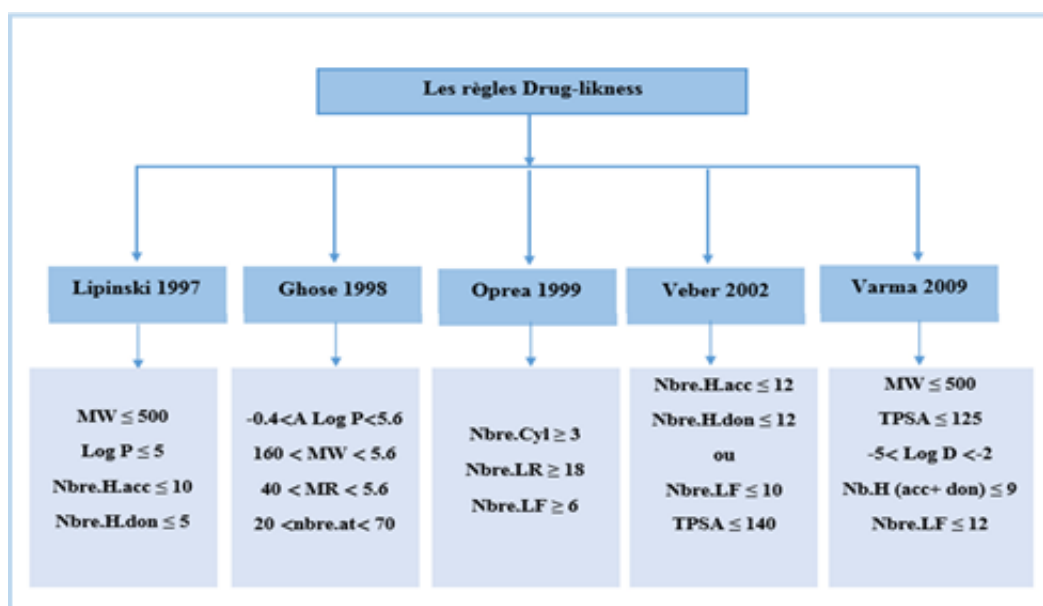 Les règles Drug-likness
Lipinski 1997
Ghose 1998
Oprea 1999
Veber 2002
Varma 2009
MW ≤ 500
Log P ≤ 5
Nbre.H.acc ≤ 10
Nbre.H.don ≤ 5
-0.4<A Log P<5.6
160 < MW < 5.6
40 < MR < 5.6
20 <nbre.at< 70
Nbre.Cyl ≥ 3
Nbre.LR ≥ 18
Nbre.LF ≥ 6
Nbre.H.acc ≤ 12
Nbre.H.don ≤ 12
ou
Nbre.LF ≤ 10
TPSA ≤ 140
MW ≤ 500
TPSA ≤ 125
-5< Log D <-2
Nb.H (acc+ don) ≤ 9
Nbre.LF ≤ 12